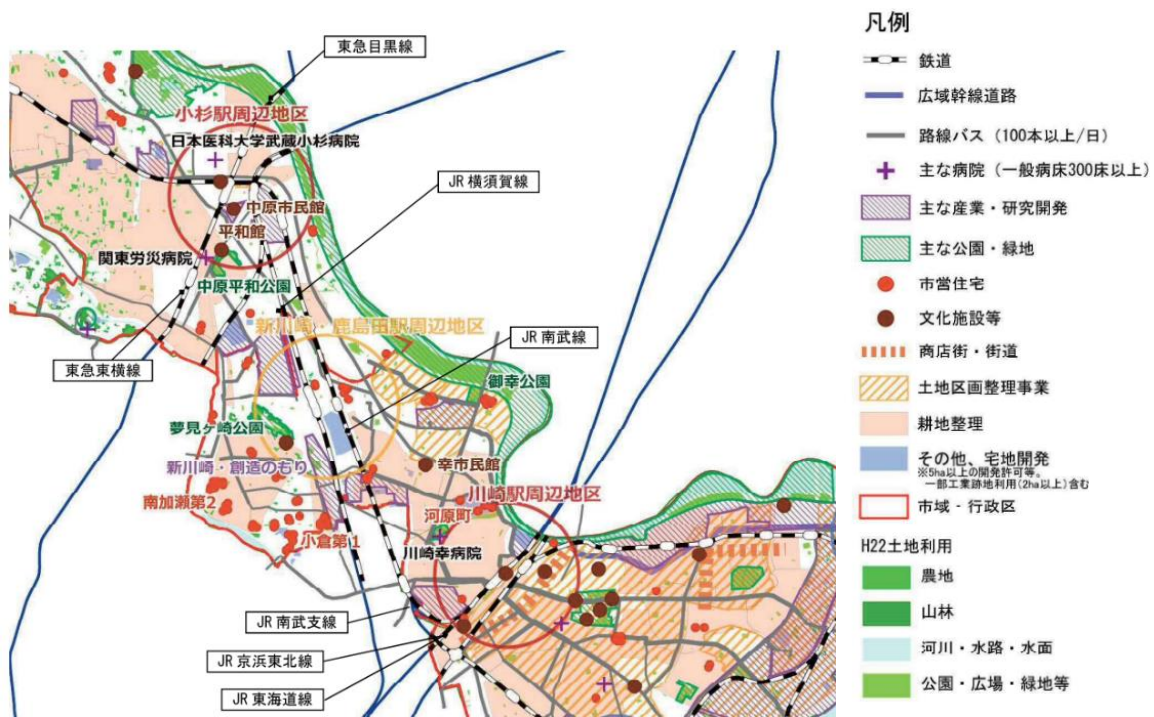 東急目黒線
小杉駅周辺地区
日本医科大学武蔵小杉病院
JR横須賀線
中原市民館
平和館
関東労災病院
中原平和公園
新川崎・鹿島田駅周辺地区
JR南武線
東急東横線
御幸公園
夢見ヶ崎公園
幸市民館
新川崎・創造のもり
川崎駅周辺地区
南加瀬第2
河原町
小倉第1
川崎幸病院
JR南武支線
JR京浜東北線
JR東海道線
凡例
鉄道
広域幹線道路
路線バス（100本以上/日）
主な病院（一般病床300床以上）
主な産業・研究開発
主な公園・緑地
市営住宅
文化施設等
商店街・街道
土地区画整理事業
耕地整理
その他、宅地開発
※5ha以上の開発許可等。
一部工業跡地利用(2ha以上)含む
市域‐行政区
H22土地利用
農地
山林
河川・水路・水面
公園・広場・緑地等